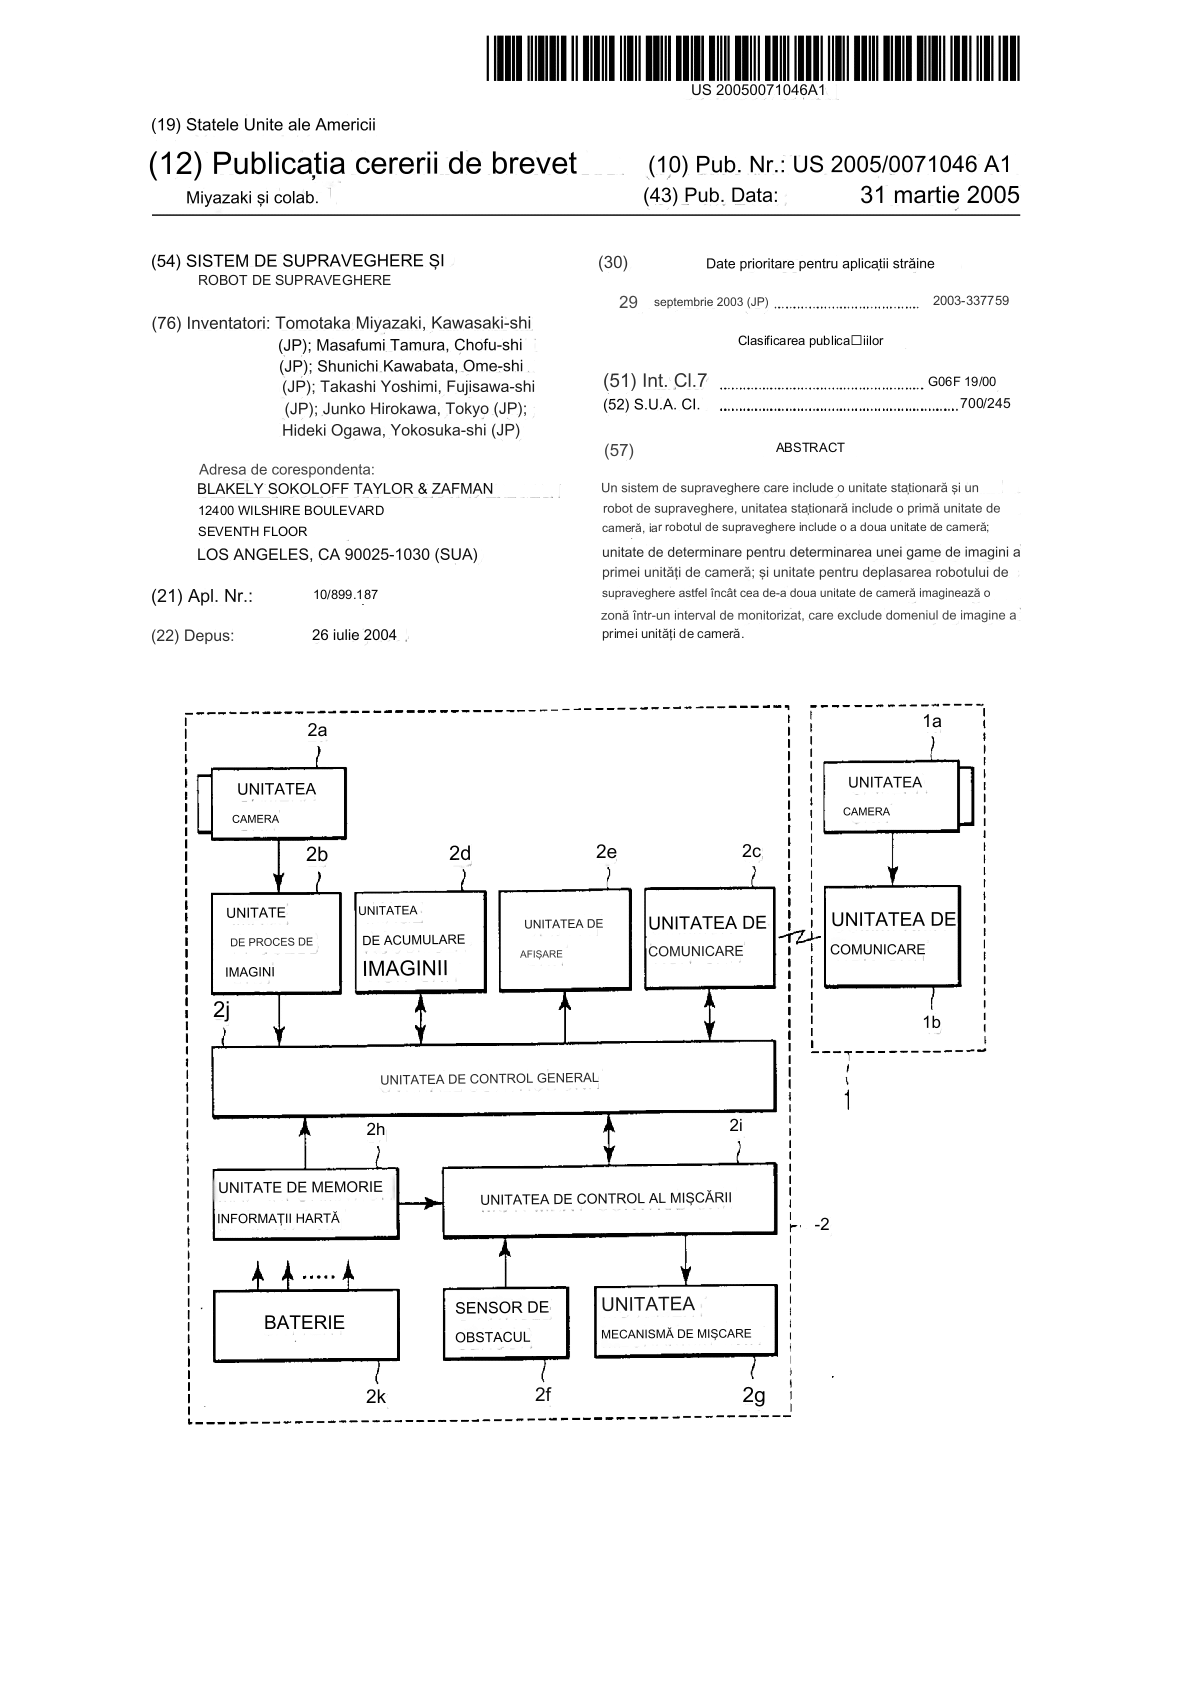 US 20050071046A1
(19) Statele Unite ale Americii
(12) Publicația cererii de brevet
Miyazaki și colab.
(10) Pub. Nr.: US 2005/0071046 A1
(43) Pub. Data: 31 martie 2005
(54) SISTEM DE SUPRAVEGHERE ȘI
ROBOT DE SUPRAVEGHERE
(76) Inventatori: Tomotaka Miyazaki, Kawasaki-shi
(JP); Masafumi Tamura, Chofu-shi
(JP); Shunichi Kawabata, Ome-shi
(JP); Takashi Yoshimi, Fujisawa-shi
(JP); Junko Hirokawa, Tokyo (JP);
Hideki Ogawa, Yokosuka-shi (JP)
Adresa de corespondenta:
BLAKELY SOKOLOFF TAYLOR & ZAFMAN
12400 WILSHIRE BOULEVARD
SEVENTH FLOOR
LOS ANGELES, CA 90025-1030 (SUA)
(21) Apl. Nr.: 10/899.187
(22) Depus: 26 iulie 2004
(30) Date prioritare pentru aplicații străine
29 septembrie 2003 (JP) ........................................ 2003-337759
Clasificarea publica□iilor
(51) Int. Cl.7 ........................................ G06F 19/00
(52) S.U.A. Cl. ........................................ 700/245
(57) ABSTRACT
Un sistem de supraveghere care include o unitate staționară și un
robot de supraveghere, unitatea staționară include o primă unitate de
cameră, iar robotul de supraveghere include o a doua unitate de cameră;
unitate de determinare pentru determinarea unei game de imagini a
primei unități de cameră; și unitate pentru deplasarea robotului de
supraveghere astfel încât cea de-a doua unitate de cameră imaginează o
zonă într-un interval de monitorizat, care exclude domeniul de imagine a
primei unități de cameră.
2a
UNITATEA
CAMERA
1a
UNITATEA
CAMERA
2b
UNITATE
DE PROCES DE
IMAGINI
2d
UNITATEA
DE ACUMULARE
IMAGINII
2e
UNITATEA DE
AFIȘARE
2c
UNITATEA DE
COMUNICARE
UNITATEA DE
COMUNICARE
1b
1
2j
UNITATEA DE CONTROL GENERAL
2h
UNITATE DE MEMORIE
INFORMAȚII HARTĂ
2i
UNITATEA DE CONTROL AL MIȘCĂRII
-2
BATERIE
2k
SENSOR DE
OBSTACUL
2f
UNITATEA
MECANISMĂ DE MIȘCARE
2g